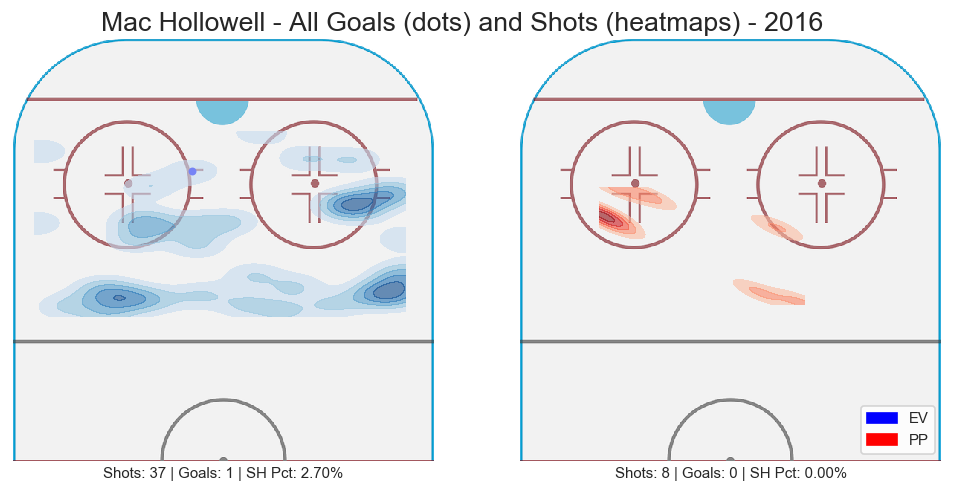 Mac Hollowell - All Goals (dots) and Shots (heatmaps) - 2016
EV
PP
Shots: 37 | Goals: 1 | SH Pct: 2.70%
Shots: 8 | Goals: 0 | SH Pct: 0.00%